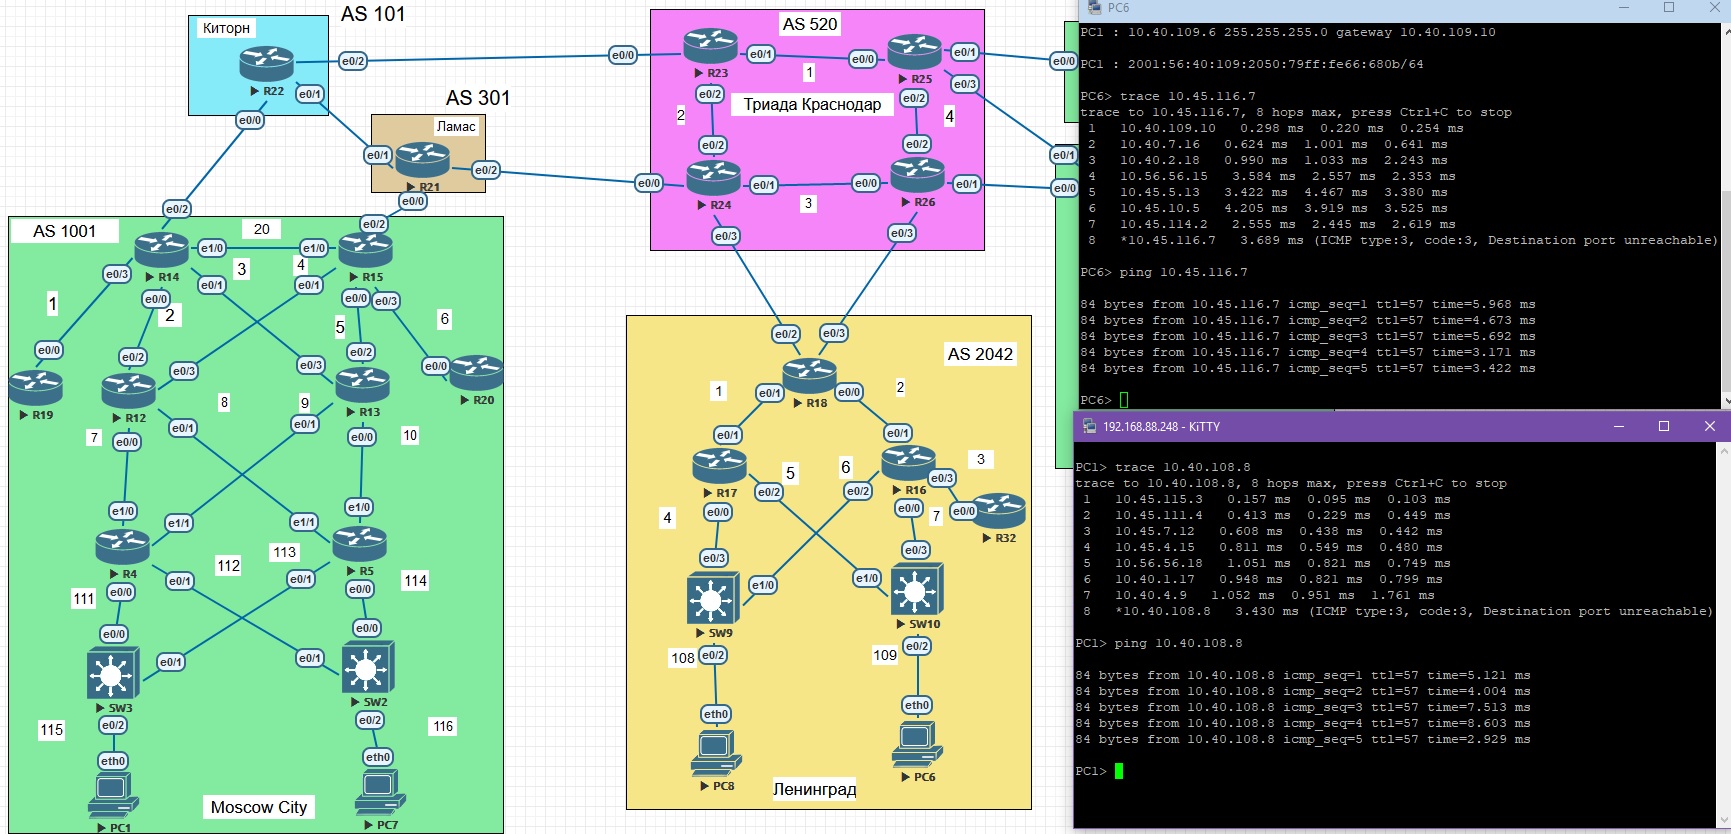 AS 101
Киторн
R22
e0/2
e0/1
e0/0
AS 301
Ламас
e0/1
R21
e0/2
e0/0
AS 520
e0/0
R23
e0/1
1
e0/0
R25
e0/1
e0/3
e0/2
2
Триада Краснодар
e0/2
4
e0/2
e0/2
e0/0
R24
e0/1
3
e0/0
R26
e0/1
e0/3
e0/3
e0/0
e0/1
e0/0
AS 1001
e0/2
R14
e1/0
20
e1/0
e0/2
R15
e0/3
e0/0
3
e0/1
4
e0/1
e0/0
e0/3
1
2
5
6
e0/0
R19
e0/2
R12
e0/3
e0/3
e0/2
R13
e0/0
R20
8
9
7
e0/0
e0/1
e0/1
e0/0
10
e1/0
e1/1
e1/1
e1/0
R4
R5
112
113
111
e0/0
e0/1
e0/1
e0/0
114
e0/0
e0/1
e0/1
e0/0
SW3
SW2
e0/2
e0/2
115
116
eth0
eth0
PC1
Moscow City
PC7
AS 2042
e0/2
e0/3
R18
1
e0/1
e0/0
2
e0/1
e0/1
R17
5
6
R16
e0/3
3
e0/2
e0/2
4
e0/0
e0/0
7
e0/0
R32
e0/3
e0/3
e1/0
e1/0
SW9
SW10
108
e0/2
109
e0/2
eth0
eth0
PC8
PC6
Ленинград
PC6
PC1 : 10.40.109.6 255.255.255.0 gateway 10.40.109.10
PC1 : 2001:56:40:109:2050:79ff:fe66:680b/64
PC6> trace 10.45.116.7
trace to 10.45.116.7, 8 hops max, press Ctrl+C to stop
1 10.40.109.10 0.298 ms 0.220 ms 0.254 ms
2 10.40.7.16 0.624 ms 1.001 ms 0.641 ms
3 10.40.2.18 0.990 ms 1.033 ms 2.243 ms
4 10.56.56.15 3.584 ms 2.557 ms 2.353 ms
5 10.45.5.13 3.422 ms 4.467 ms 3.380 ms
6 10.45.10.5 4.205 ms 3.919 ms 3.525 ms
7 10.45.114.2 2.555 ms 2.445 ms 2.619 ms
8 *10.45.116.7 3.689 ms (ICMP type:3, code:3, Destination port unreachable)
PC6> ping 10.45.116.7
84 bytes from 10.45.116.7 icmp_seq=1 ttl=57 time=5.968 ms
84 bytes from 10.45.116.7 icmp_seq=2 ttl=57 time=4.673 ms
84 bytes from 10.45.116.7 icmp_seq=3 ttl=57 time=5.692 ms
84 bytes from 10.45.116.7 icmp_seq=4 ttl=57 time=3.171 ms
84 bytes from 10.45.116.7 icmp_seq=5 ttl=57 time=3.422 ms
PC6>
192.168.88.248 - KiTTY
PC1> trace 10.40.108.8
trace to 10.40.108.8, 8 hops max, press Ctrl+C to stop
1 10.45.115.3 0.157 ms 0.095 ms 0.103 ms
2 10.45.111.4 0.413 ms 0.229 ms 0.449 ms
3 10.45.7.12 0.608 ms 0.438 ms 0.442 ms
4 10.45.4.15 0.811 ms 0.549 ms 0.480 ms
5 10.56.56.18 1.051 ms 0.821 ms 0.749 ms
6 10.40.1.17 0.948 ms 0.821 ms 0.799 ms
7 10.40.4.9 1.052 ms 0.951 ms 1.761 ms
8 *10.40.108.8 3.430 ms (ICMP type:3, code:3, Destination port unreachable)
PC1> ping 10.40.108.8
84 bytes from 10.40.108.8 icmp_seq=1 ttl=57 time=5.121 ms
84 bytes from 10.40.108.8 icmp_seq=2 ttl=57 time=4.004 ms
84 bytes from 10.40.108.8 icmp_seq=3 ttl=57 time=7.513 ms
84 bytes from 10.40.108.8 icmp_seq=4 ttl=57 time=8.603 ms
84 bytes from 10.40.108.8 icmp_seq=5 ttl=57 time=2.929 ms
PC1>